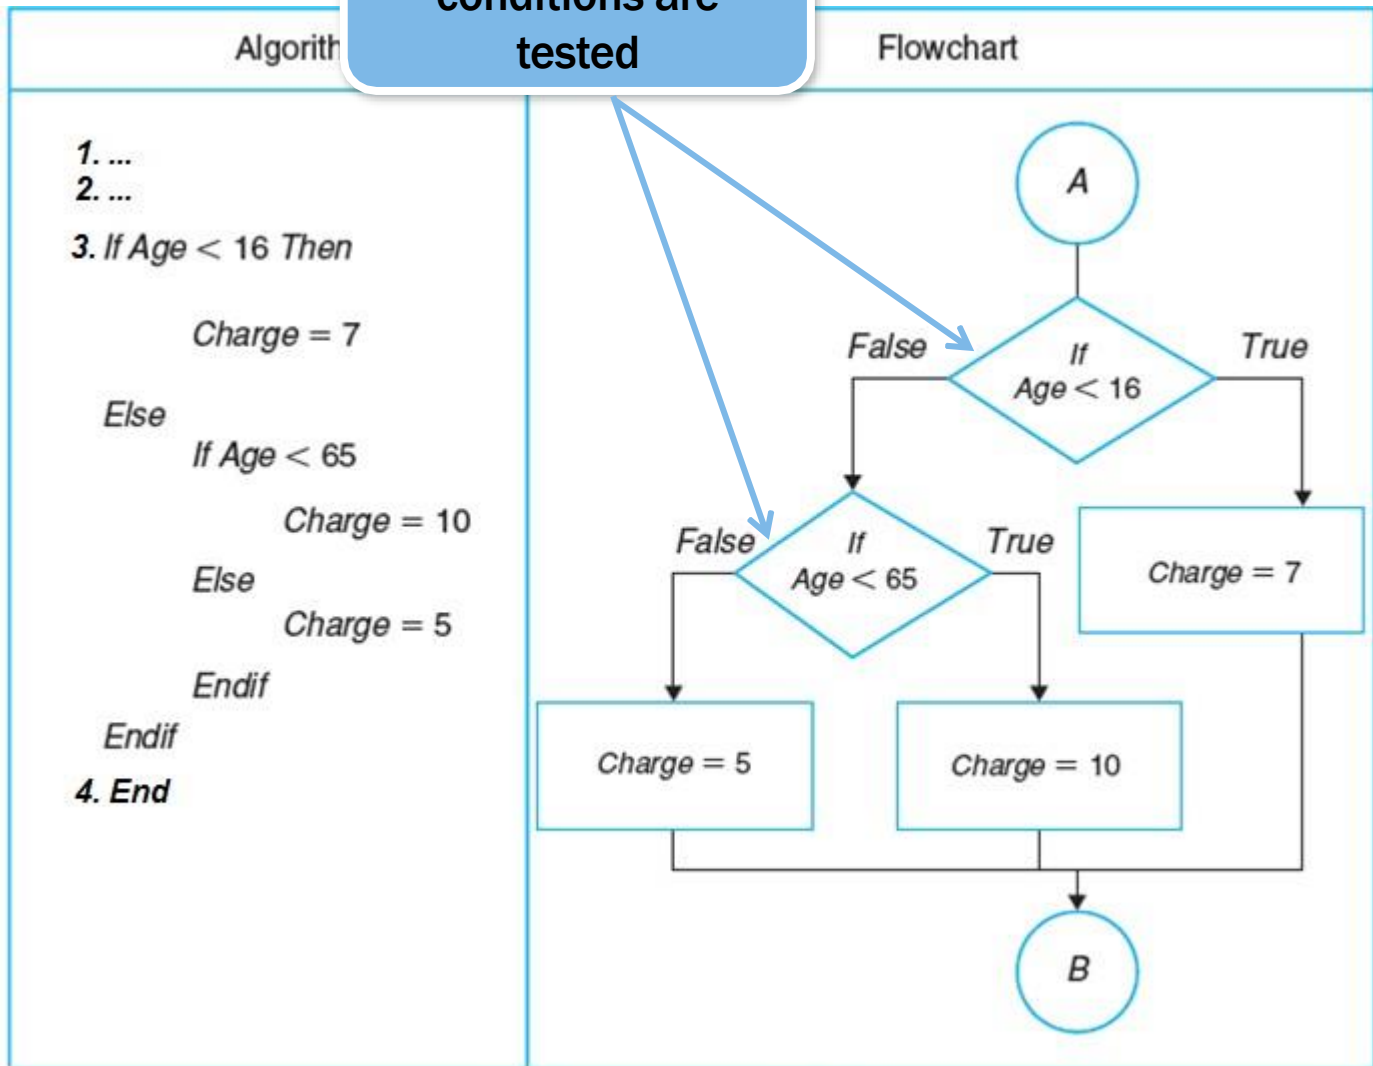 conditions are
tested
Algorith
Flowchart
1. ...
2. ...
3. If Age < 16 Then
Charge = 7
Else
If Age < 65
Charge = 10
Else
Charge = 5
Endif
Endif
4. End
A
False
If
Age < 16
True
False
If
Age < 65
True
Charge = 7
Charge = 5
Charge = 10
B